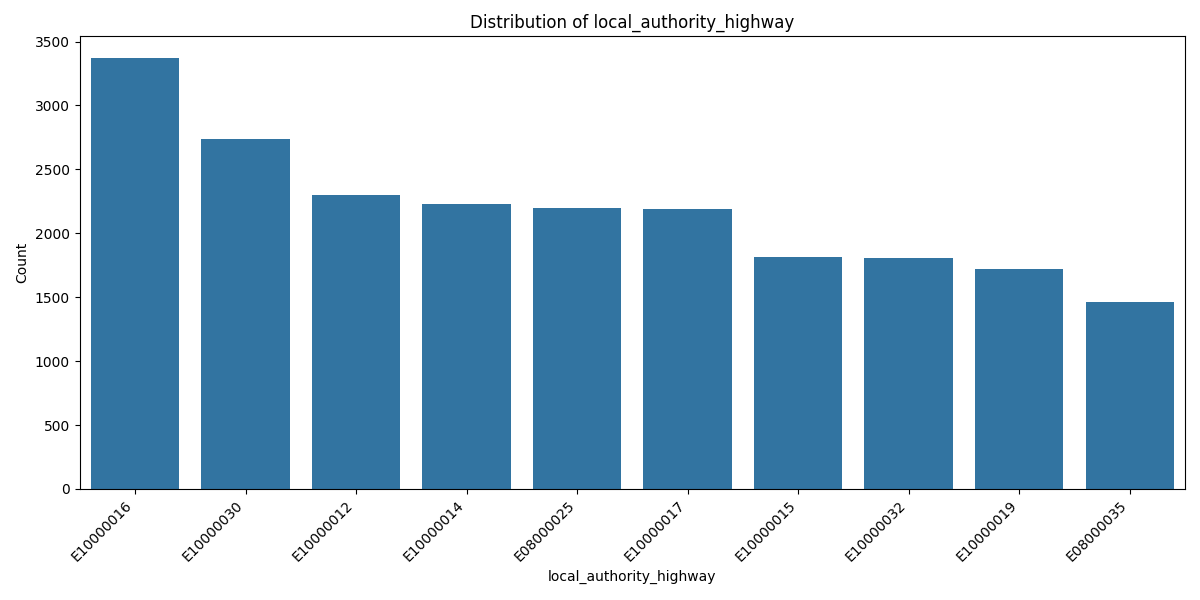 Distribution of local_authority_highway
3500
3000
2500
2000
1500
1000
500
0
Count
E10000016
E10000030
E10000012
E10000014
E08000025
E10000017
E10000015
E10000032
E10000019
E08000035
local_authority_highway